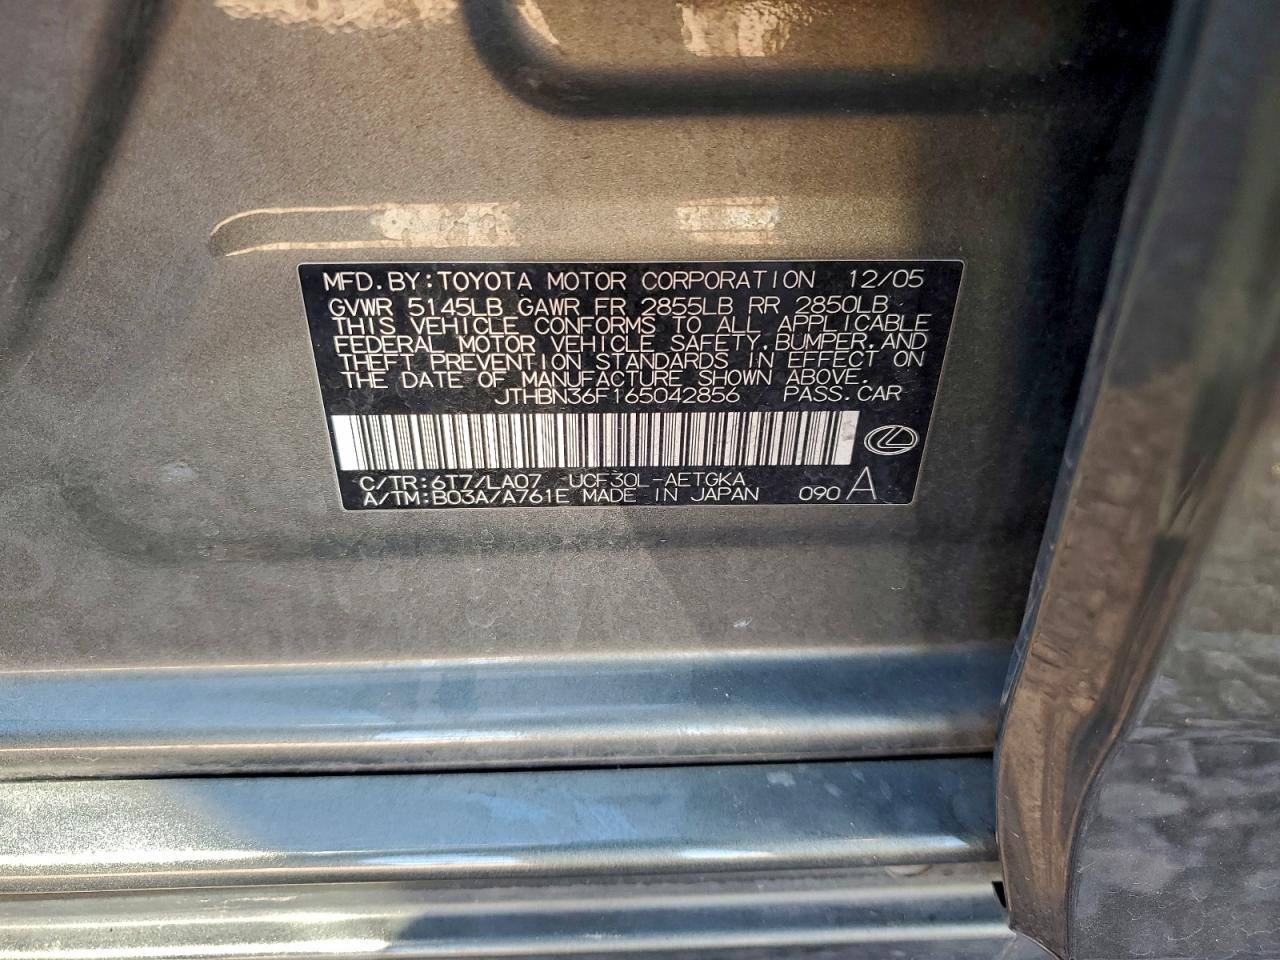 MFD.BY:TOYOTA MOTOR CORPORATION 12/05
GVWR 5145LB GAWR FR 2855LB RR 2850LB
THIS VEHICLE CONFORMS TO ALL APPLICABLE
FEDERAL MOTOR VEHICLE SAFETY,BUMPER,AND
THEFT PREVENTION STANDARDS IN EFFECT ON
THE DATE OF MANUFACTURE SHOWN ABOVE.
JTHBN36F165042856 PASS.CAR
C/TR:6T7/LA07 UCF30L-AETGKA
A/TM:B03A/A761E MADE IN JAPAN 090 A